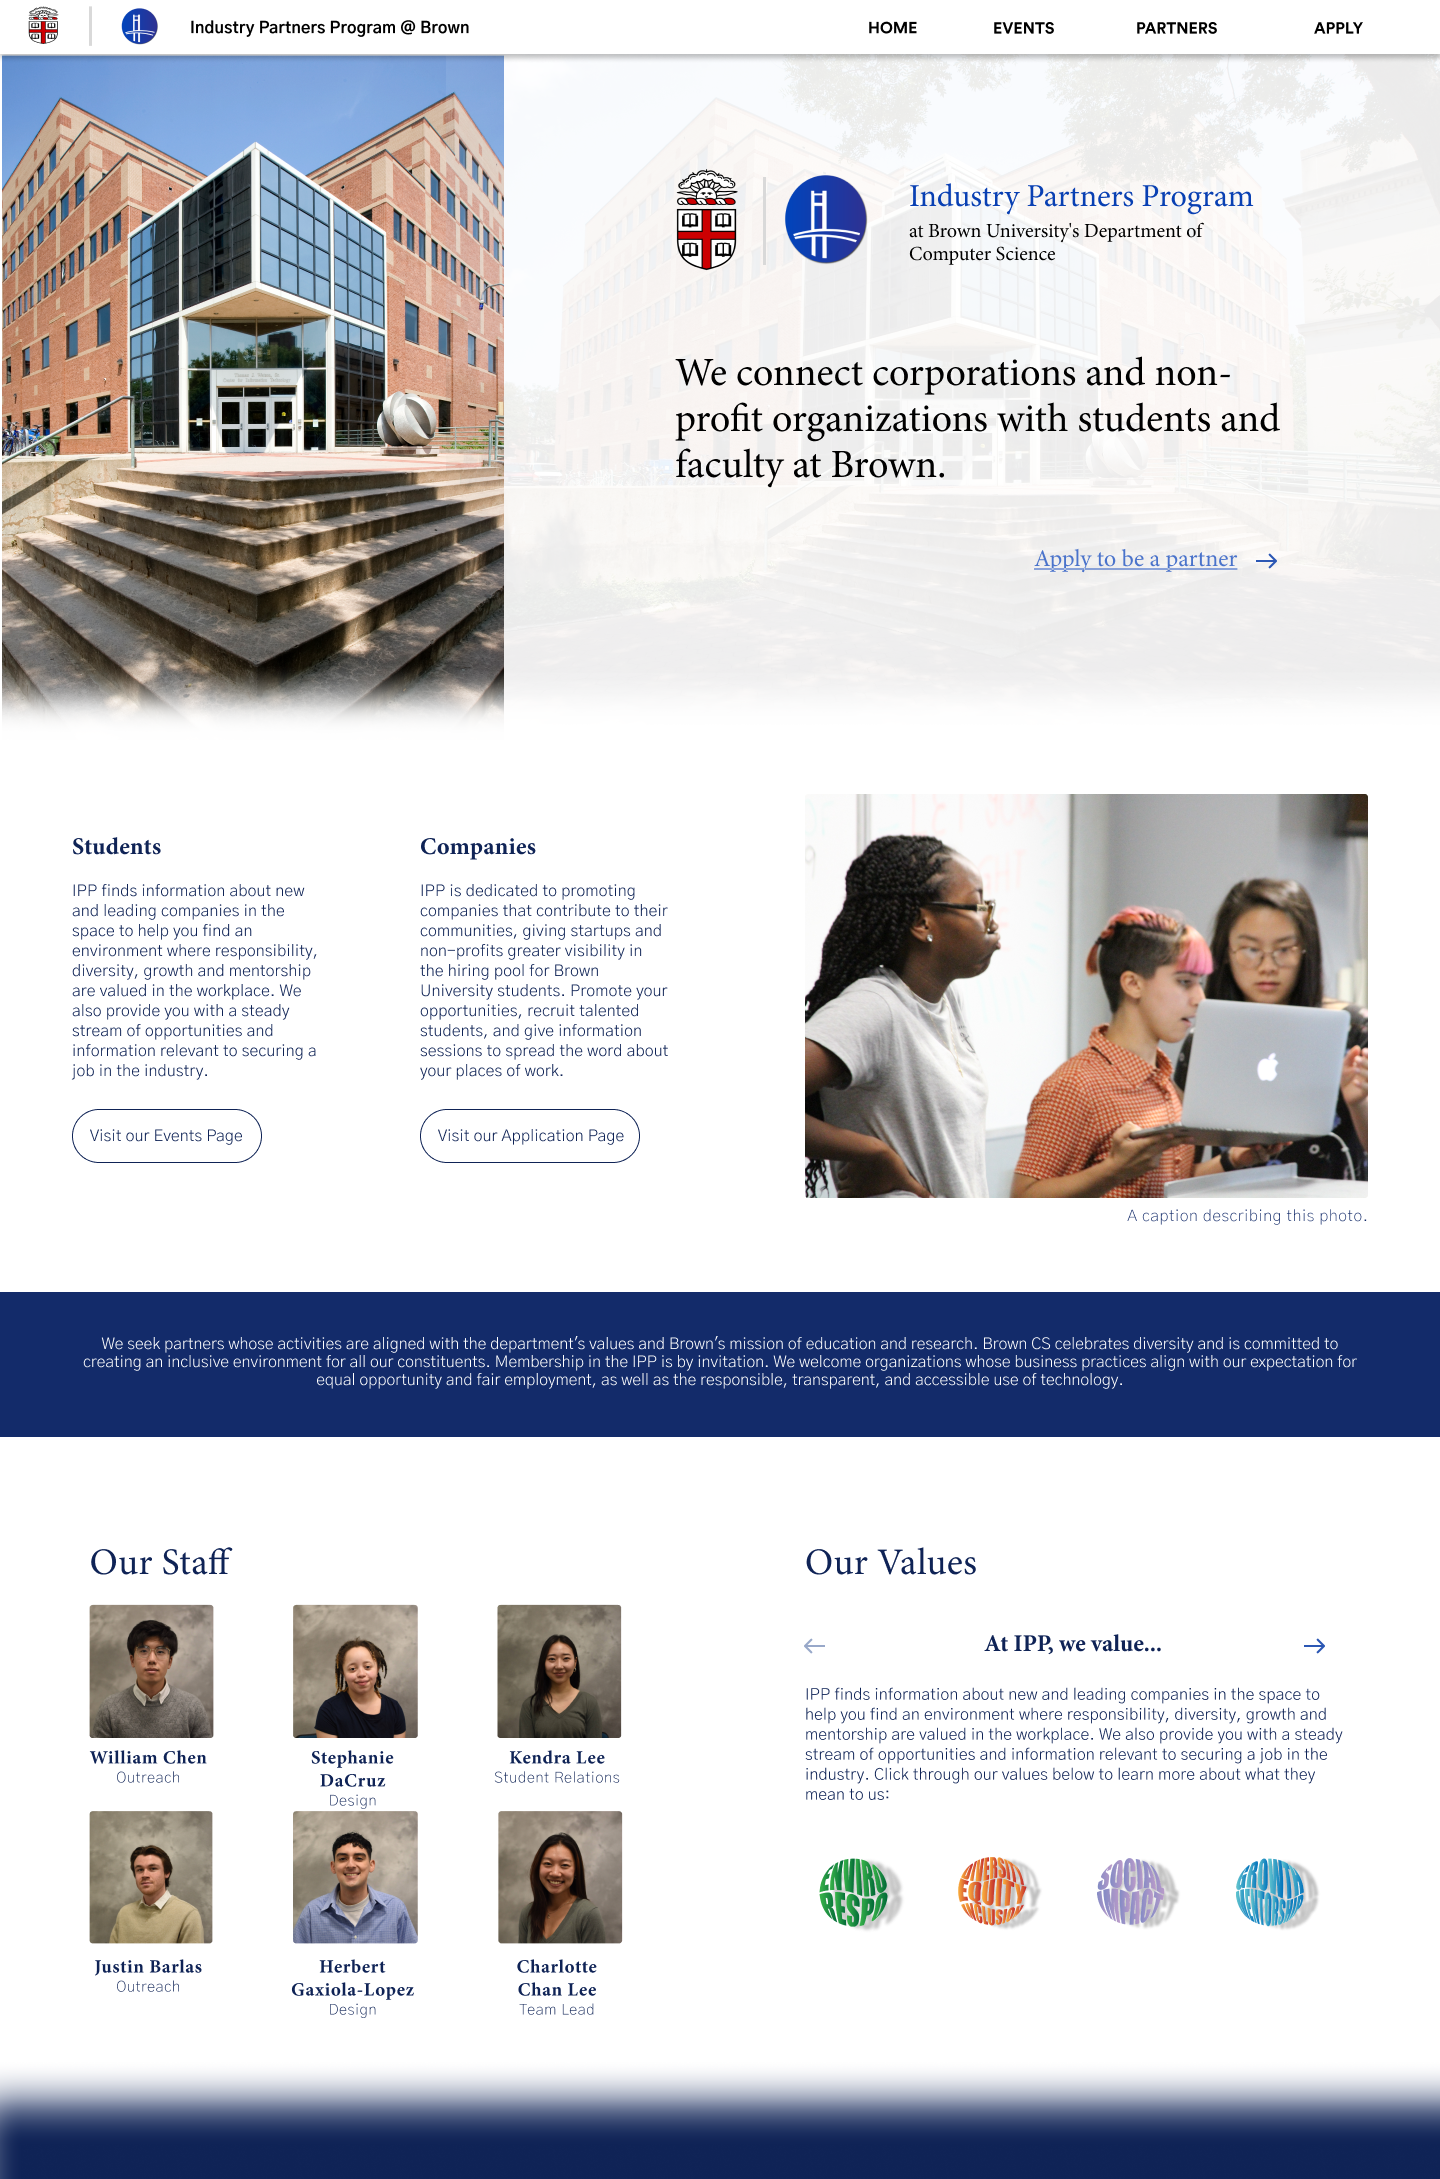 Industry Partners Program @ Brown
HOME
EVENTS
PARTNERS
APPLY
Industry Partners Program
at Brown University's Department of
Computer Science
We connect corporations and non-
profit organizations with students and
faculty at Brown.
Apply to be a partner
Students
IPP finds information about new
and leading companies in the
space to help you find an
environment where responsibility,
diversity, growth and mentorship
are valued in the workplace. We
also provide you with a steady
stream of opportunities and
information relevant to securing a
job in the industry.
Visit our Events Page
Companies
IPP is dedicated to promoting
companies that contribute to their
communities, giving startups and
non-profits greater visibility in
the hiring pool for Brown
University students. Promote your
opportunities, recruit talented
students, and give information
sessions to spread the word about
your places of work.
Visit our Application Page
A caption describing this photo.
We seek partners whose activities are aligned with the department's values and Brown's mission of education and research. Brown CS celebrates diversity and is committed to
creating an inclusive environment for all our constituents. Membership in the IPP is by invitation. We welcome organizations whose business practices align with our expectation for
equal opportunity and fair employment, as well as the responsible, transparent, and accessible use of technology.
Our Staff
William Chen
Outreach
Stephanie
DaCruz
Design
Kendra Lee
Student Relations
Justin Barlas
Outreach
Herbert
Gaxiola-Lopez
Design
Charlotte
Chan Lee
Team Lead
Our Values
At IPP, we value...
IPP finds information about new and leading companies in the space to
help you find an environment where responsibility, diversity, growth and
mentorship are valued in the workplace. We also provide you with a steady
stream of opportunities and information relevant to securing a job in the
industry. Click through our values below to learn more about what they
mean to us:
ENVIRO
RESPO
DIVERSITY
EQUITY
INCLUSION
SOCIAL
IMPACT
GROWTH
MENTORSHIP